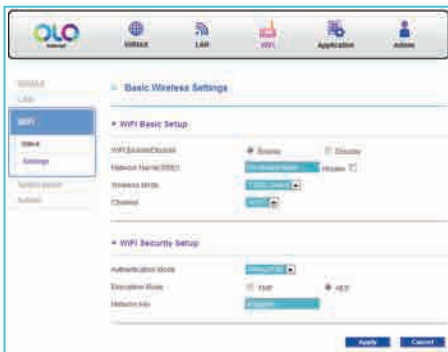 OLO
WiMAX
LAN
WiFi
Application
Admin
WiMAX
LAN
WiFi
Settings
Application
Admin
Basic Wireless Settings
WiFi Basic Setup
WiFi Enable/Disable
Enable
Disable
Network Name(SSID)
Hidden
Wireless Mode
Channel
WiFi Security Setup
Authentication Mode
Encryption Mode
TKIP
AES
Network Key
Apply
Cancel